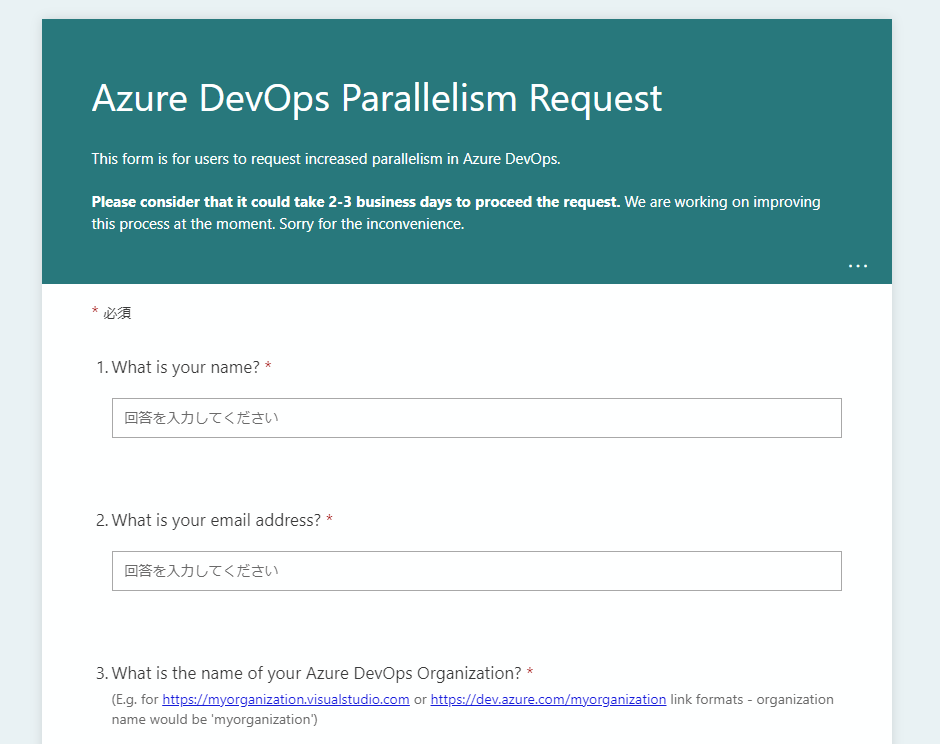 Azure DevOps Parallelism Request
This form is for users to request increased parallelism in Azure DevOps.
Please consider that it could take 2-3 business days to proceed the request. We are working on improving
this process at the moment. Sorry for the inconvenience.
* 必須
1. What is your name? *
回答を入力してください
2. What is your email address? *
回答を入力してください
3. What is the name of your Azure DevOps Organization? *
(E.g. for https://myorganization.visualstudio.com or https://dev.azure.com/myorganization link formats - organization
name would be 'myorganization')